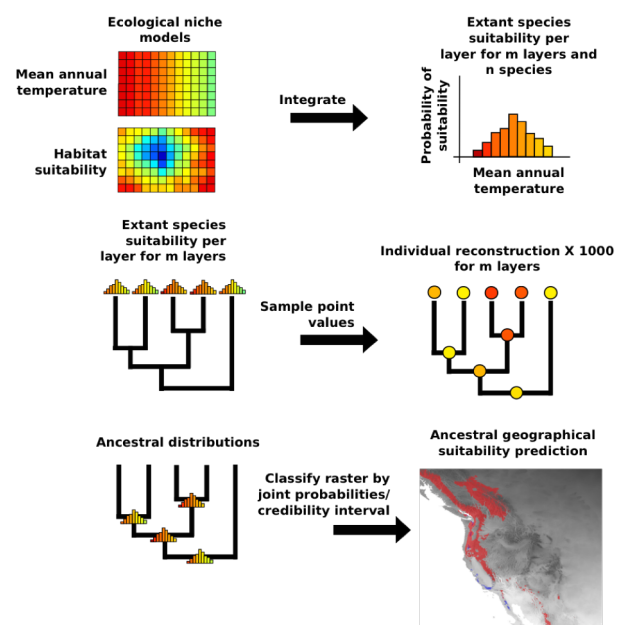 Ecological niche
models
Mean annual
temperature
Habitat
suitability
Integrate
Extant species
suitability per
layer for m layers and
n species
Probability of
suitability
Mean annual
temperature
Extant species
suitability per
layer for m layers
Sample point
values
Individual reconstruction X 1000
for m layers
Ancestral distributions
Classify raster by
joint probabilities/
credibility interval
Ancestral geographical
suitability prediction